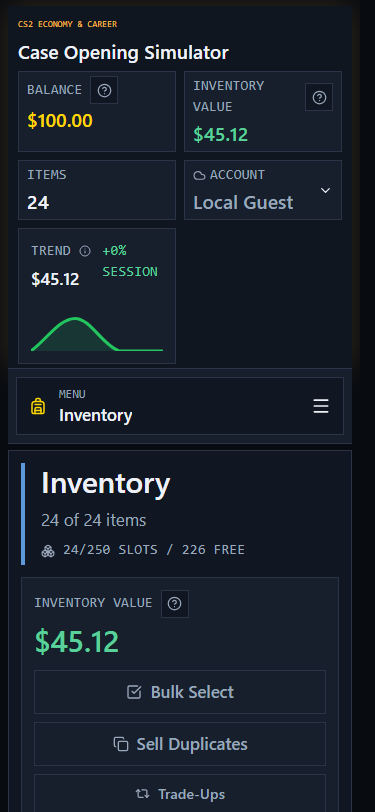 CS2 ECONOMY & CAREER
Case Opening Simulator
BALANCE
$100.00
INVENTORY
VALUE
$45.12
ITEMS
24
ACCOUNT
Local Guest
TREND
$45.12
+0%
SESSION
MENU
Inventory
Inventory
24 of 24 items
24/250 SLOTS / 226 FREE
INVENTORY VALUE
$45.12
Bulk Select
Sell Duplicates
Trade-Ups